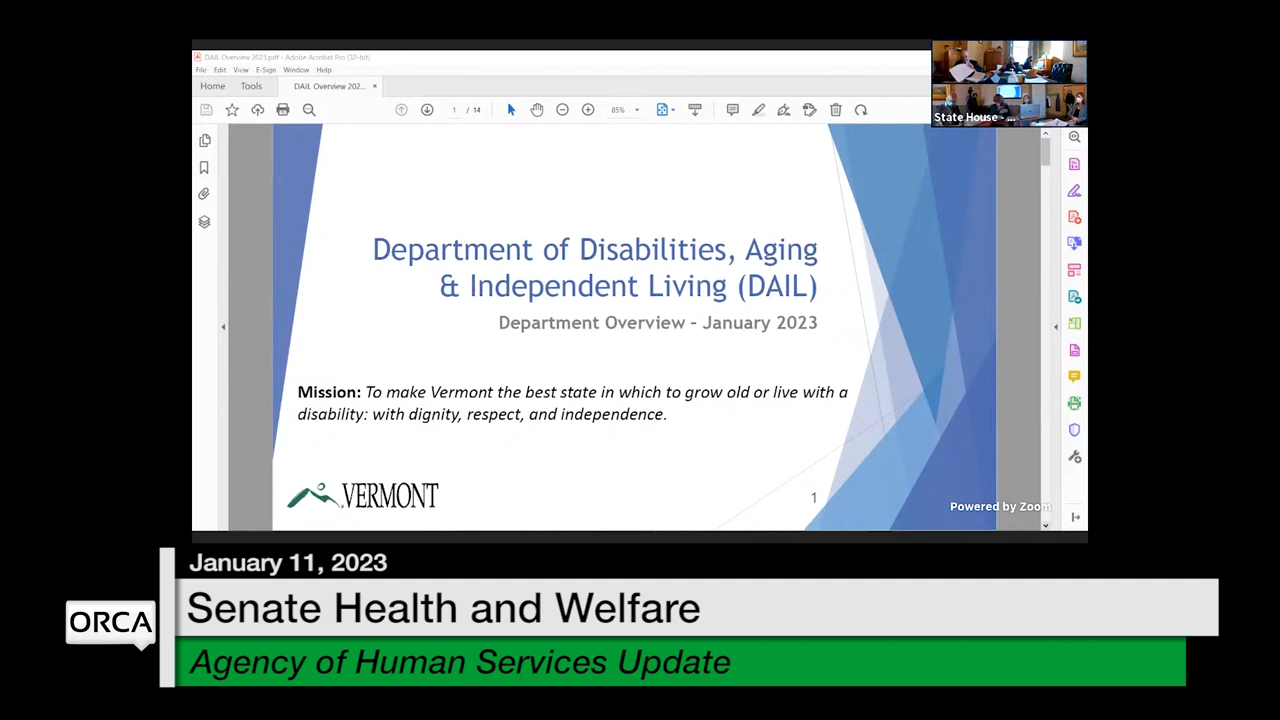 DAIL Overview 2023.pdf - Adobe Acrobat Pro (32-bit)
File Edit View E-Sign Window Help
Home Tools DAIL Overview 202... ×
1 / 14 85%
State House - ...
Department of Disabilities, Aging
& Independent Living (DAIL)
Department Overview – January 2023
Mission: To make Vermont the best state in which to grow old or live with a
disability: with dignity, respect, and independence.
VERMONT
1
Powered by Zoom
January 11, 2023
ORCA
Senate Health and Welfare
Agency of Human Services Update